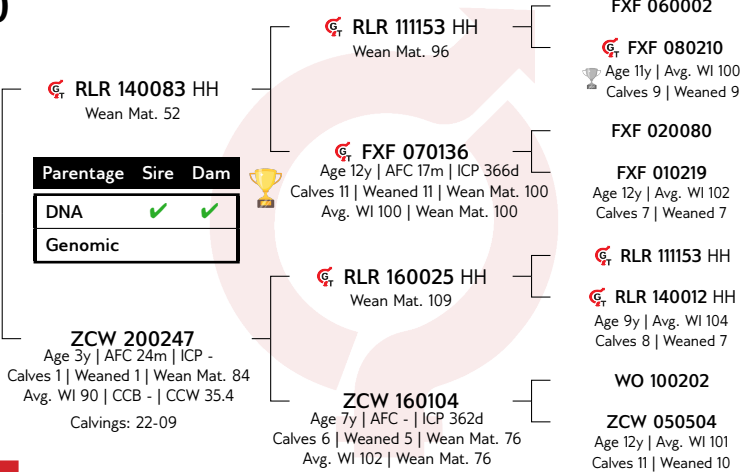 )
RLR 140083 HH
Wean Mat. 52
Parentage Sire Dam
DNA ✔ ✔
Genomic
ZCW 200247
Age 3y | AFC 24m | ICP -
Calves 1 | Weaned 1 | Wean Mat. 84
Avg. WI 90 | CCB - | CCW 35.4
Calvings: 22-09
RLR 111153 HH
Wean Mat. 96
FXF 070136
Age 12y | AFC 17m | ICP 366d
Calves 11 | Weaned 11 | Wean Mat. 100
Avg. WI 100 | Wean Mat. 100
RLR 160025 HH
Wean Mat. 109
ZCW 160104
Age 7y | AFC - | ICP 362d
Calves 6 | Weaned 5 | Wean Mat. 76
Avg. WI 102 | Wean Mat. 76
FXF 060002
FXF 080210
Age 11y | Avg. WI 100
Calves 9 | Weaned 9
FXF 020080
FXF 010219
Age 12y | Avg. WI 102
Calves 7 | Weaned 7
RLR 111153 HH
RLR 140012 HH
Age 9y | Avg. WI 104
Calves 8 | Weaned 7
WO 100202
ZCW 050504
Age 12y | Avg. WI 101
Calves 11 | Weaned 10